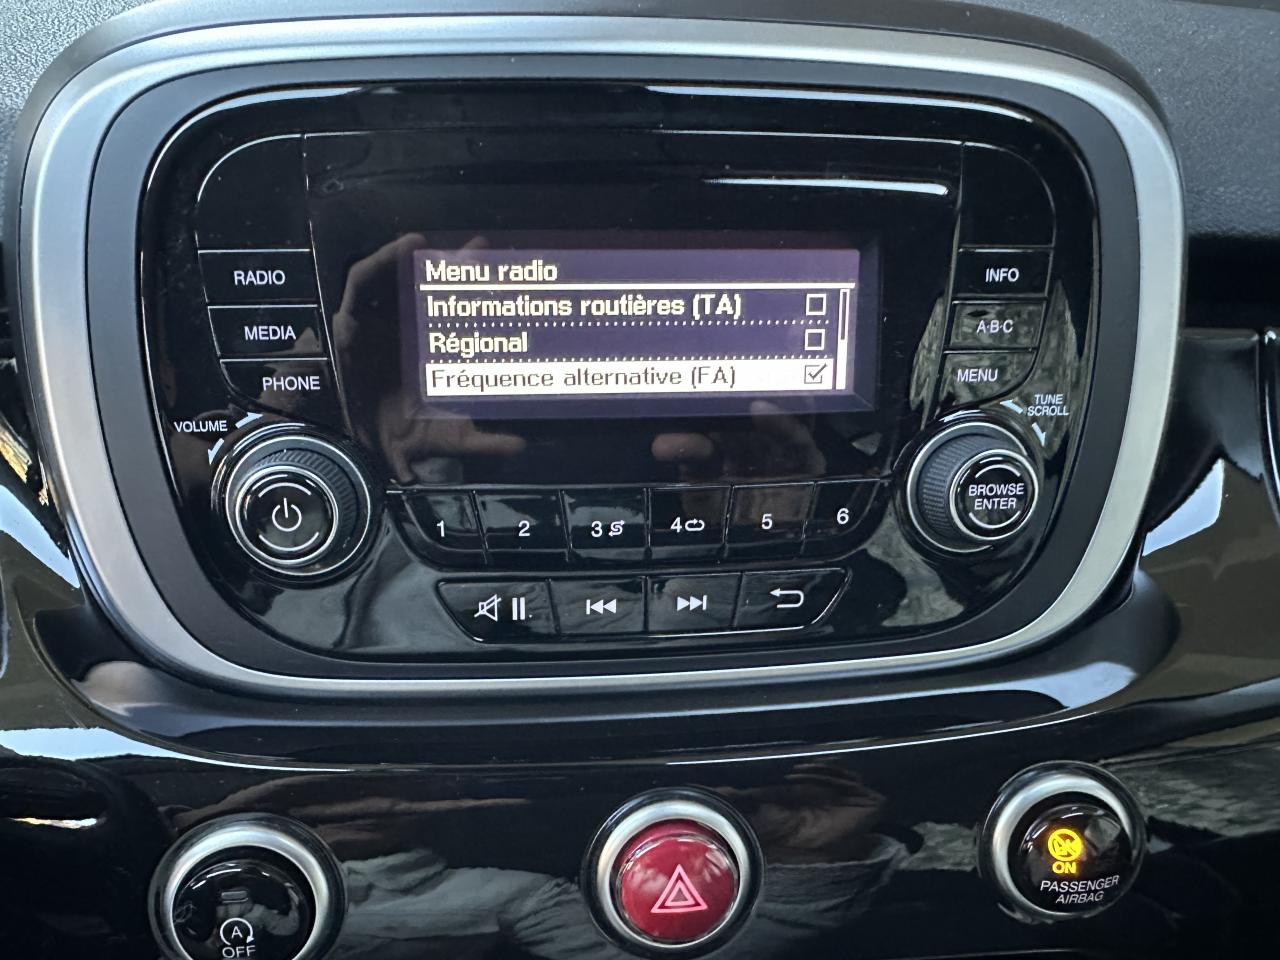 Menu radio
Informations routières (TA)
Régional
Fréquence alternative (FA)
RADIO
MEDIA
PHONE
VOLUME
INFO
A·B·C
MENU
TUNE
SCROLL
BROWSE
ENTER
1
2
3
4
5
6
A
OFF
ON
PASSENGER
AIRBAG